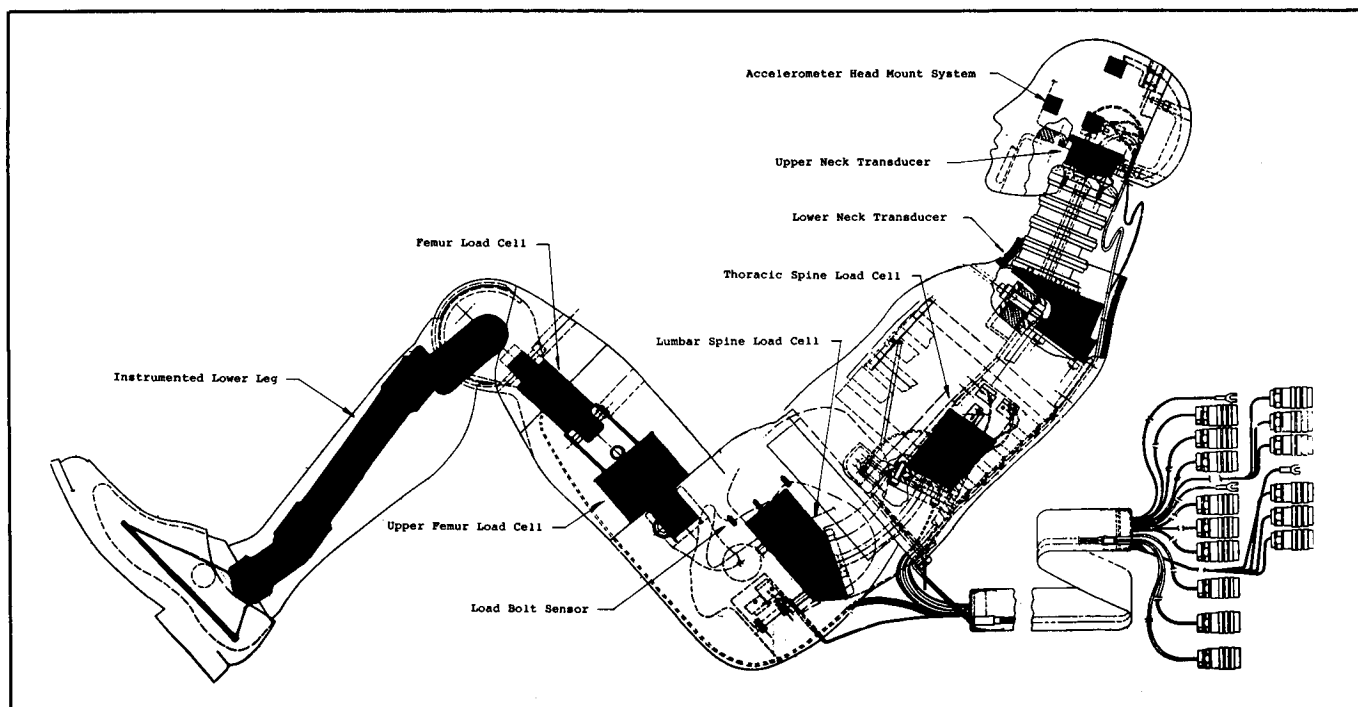 Accelerometer Head Mount System
Upper Neck Transducer
Lower Neck Transducer
Femur Load Cell
Thoracic Spine Load Cell
Lumbar Spine Load Cell
Instrumented Lower Leg
Upper Femur Load Cell
Load Bolt Sensor